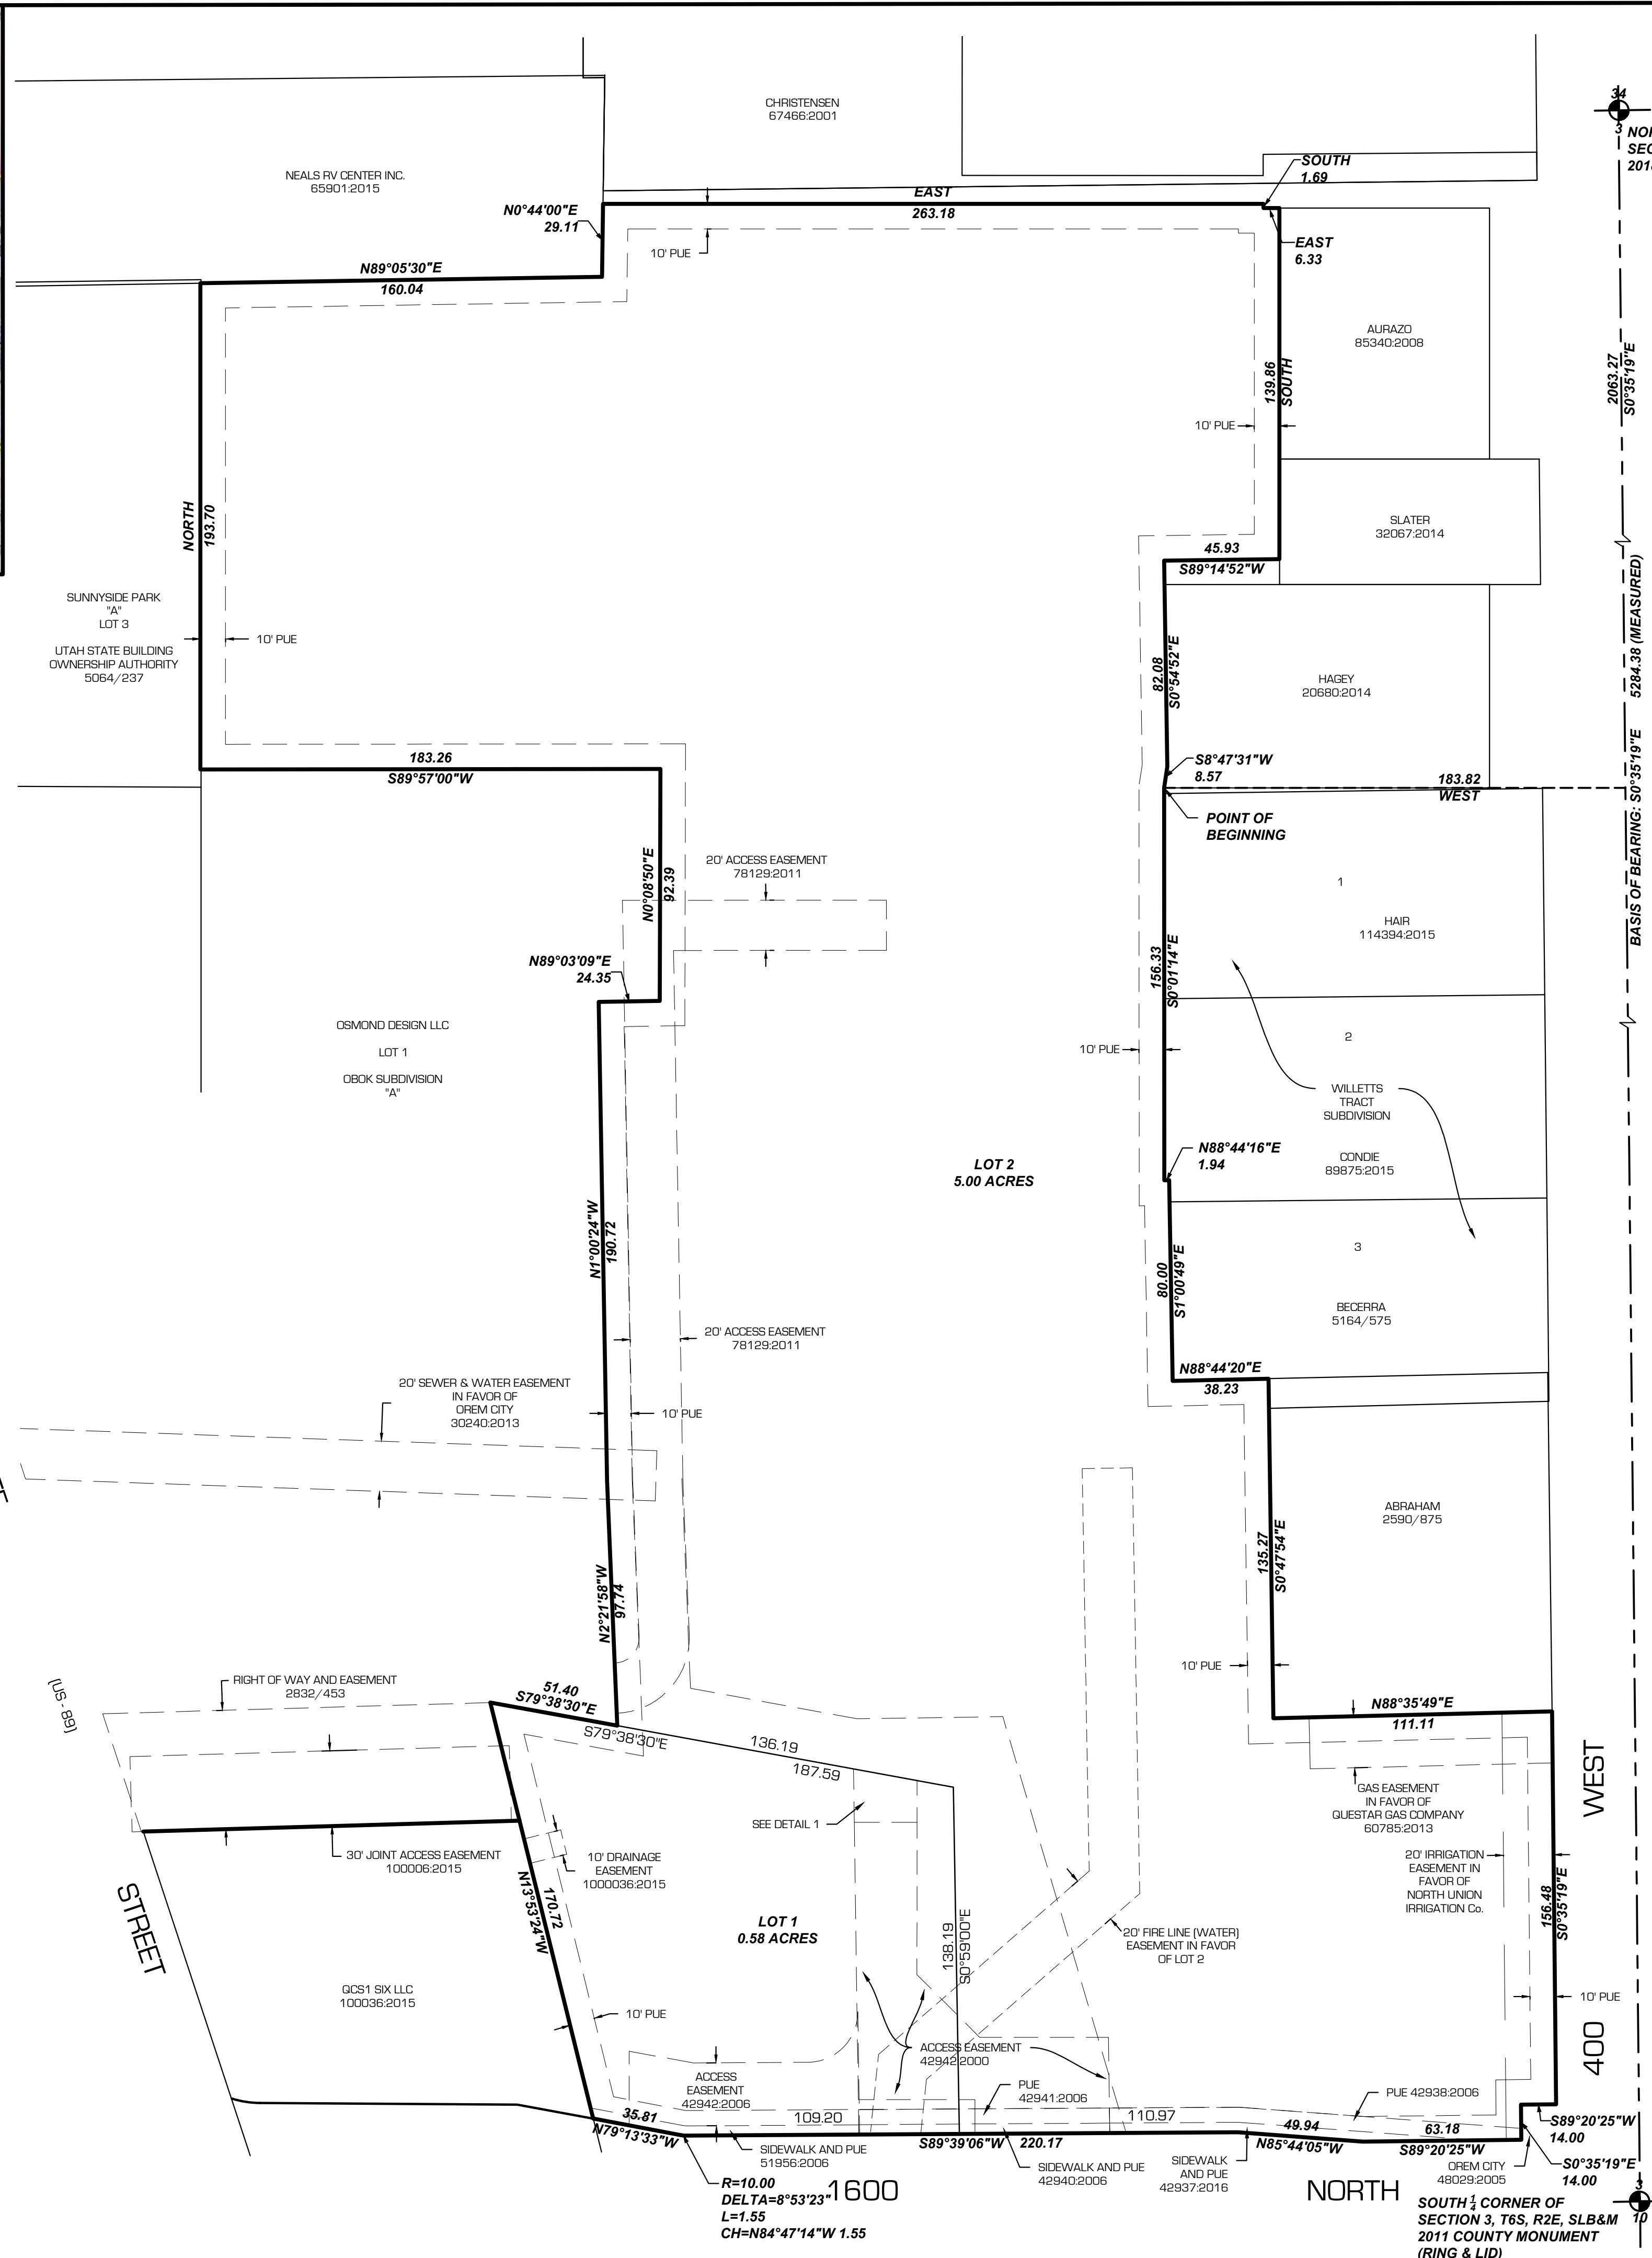 CHRISTENSEN
67466:2001
34
3
NEALS RV CENTER INC.
65901:2015
SOUTH
1.69
EAST
263.18
N0°44'00"E
29.11
10' PUE
EAST
6.33
N89°05'30"E
160.04
AURAZO
85340:2008
2063.27
S0°35'19"E
139.86
SOUTH
10' PUE
NORTH
193.70
SLATER
32067:2014
45.93
S89°14'52"W
SUNNYSIDE PARK
"A"
LOT 3
UTAH STATE BUILDING
OWNERSHIP AUTHORITY
5064/237
10' PUE
82.08
S0°54'52"E
HAGEY
20680:2014
BASIS OF BEARING: S0°35'19"E 5284.38 (MEASURED)
183.26
S89°57'00"W
S8°47'31"W
8.57
183.82
WEST
POINT OF
BEGINNING
N0°08'50"E
92.39
20' ACCESS EASEMENT
78129:2011
1
HAIR
114394:2015
N89°03'09"E
24.35
156.33
S0°01'14"E
OSMOND DESIGN LLC
LOT 1
OBOK SUBDIVISION
"A"
10' PUE
2
WILLETTS
TRACT
SUBDIVISION
CONDIE
89875:2015
N88°44'16"E
1.94
LOT 2
5.00 ACRES
N1°00'24"W
190.72
80.00
S1°00'49"E
3
BECERRA
5164/575
20' ACCESS EASEMENT
78129:2011
N88°44'20"E
38.23
20' SEWER & WATER EASEMENT
IN FAVOR OF
OREM CITY
30240:2013
10' PUE
ABRAHAM
2590/875
135.27
S0°47'54"E
N2°21'58"W
97.74
10' PUE
RIGHT OF WAY AND EASEMENT
2832/453
(US - 89)
51.40
S79°38'30"E
S79°38'30"E
136.19
187.59
N88°35'49"E
111.11
WEST
GAS EASEMENT
IN FAVOR OF
QUESTAR GAS COMPANY
60785:2013
SEE DETAIL 1
30' JOINT ACCESS EASEMENT
100006:2015
10' DRAINAGE
EASEMENT
1000036:2015
20' IRRIGATION
EASEMENT IN
FAVOR OF
NORTH UNION
IRRIGATION Co.
STREET
N13°53'24"W
170.72
LOT 1
0.58 ACRES
138.19
S0°59'00"E
20' FIRE LINE (WATER)
EASEMENT IN FAVOR
OF LOT 2
156.48
S0°35'19"E
QCS1 SIX LLC
100036:2015
10' PUE
10' PUE
400
ACCESS EASEMENT
42942:2000
ACCESS
EASEMENT
42942:2006
PUE
42941:2006
PUE 42938:2006
35.81
N79°13'33"W
109.20
110.97
S89°39'06"W 220.17
49.94
N85°44'05"W
63.18
S89°20'25"W
S89°20'25"W
14.00
SIDEWALK AND PUE
51956:2006
SIDEWALK AND PUE
42940:2006
SIDEWALK
AND PUE
42937:2016
OREM CITY
48029:2005
S0°35'19"E
14.00
R=10.00
DELTA=8°53'23"
L=1.55
CH=N84°47'14"W 1.55
1600
NORTH
SOUTH 1/4 CORNER OF
SECTION 3, T6S, R2E, SLB&M
2011 COUNTY MONUMENT
(RING & LID)
3
10